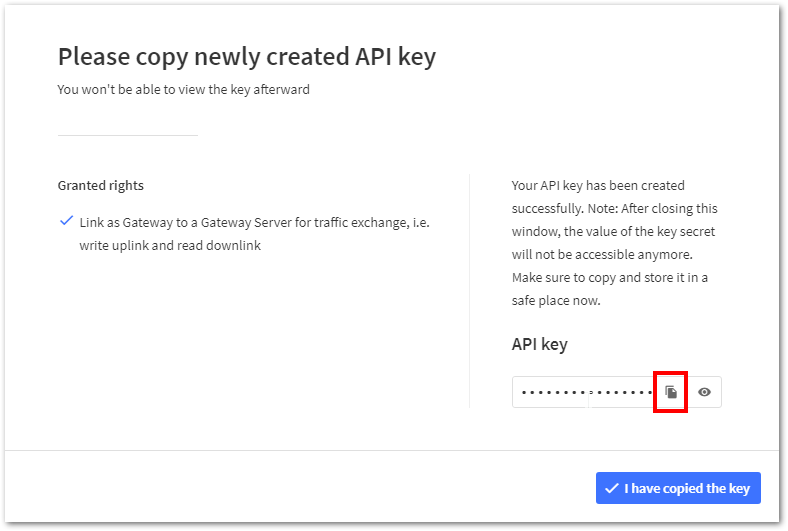 Please copy newly created API key
You won't be able to view the key afterward
Granted rights
Link as Gateway to a Gateway Server for traffic exchange, i.e.
write uplink and read downlink
Your API key has been created
successfully. Note: After closing this
window, the value of the key secret
will not be accessible anymore.
Make sure to copy and store it in a
safe place now.
API key
I have copied the key